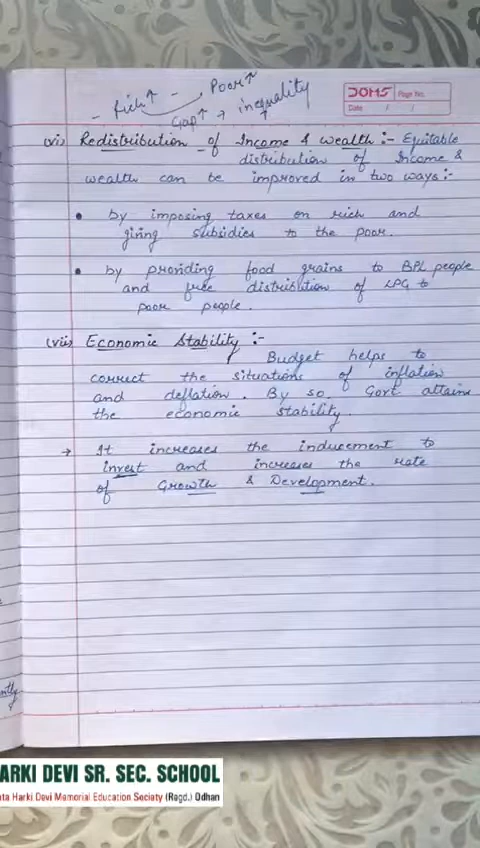 - Rich↑ - Poor↑
Gap↑ → inequality
DOMS Page No.
Date / /
(vi) Redistribution of Income & wealth :- Equitable
distribution of Income &
wealth can be improved in two ways :-
• by imposing taxes on rich and
giving subsidies to the poor.
• by providing food grains to BPL people
and free distribution of LPG to
poor people.
(vii) Economic Stability :-
Budget helps to
correct the situations of inflation
and deflation. By so Govt attains
the economic stability.
→ It increases the inducement to
invest and increases the rate
of Growth & Development.
ARKI DEVI SR. SEC. SCHOOL
ata Harki Devi Memorial Education Society (Regd.) Odhan